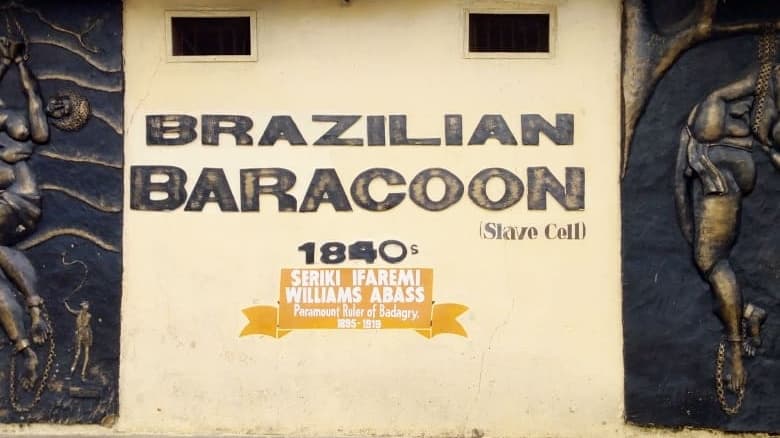 BRAZILIAN
BARACOON
(Slave Cell)
1840s
SERIKI IFAREMI
WILLIAMS ABASS
Paramount Ruler of Badagry.
1895-1919